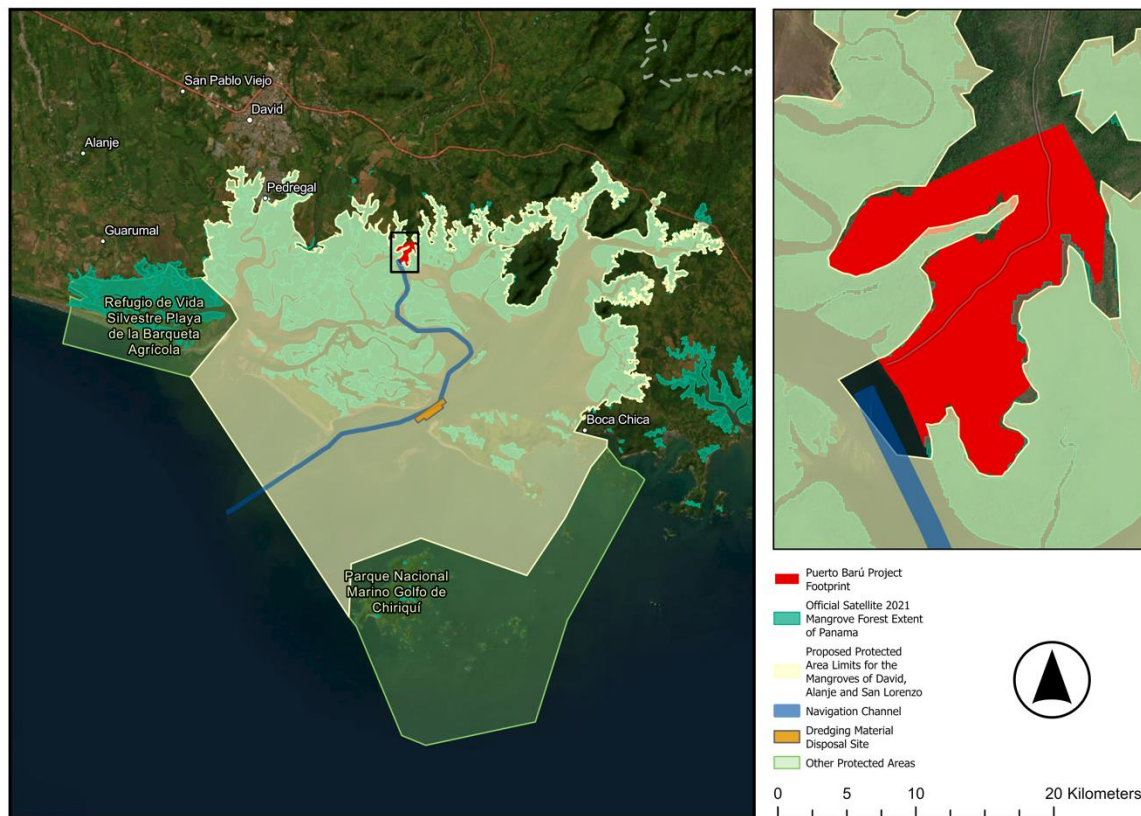 San Pablo Viejo
David
Alanje
Pedregal
Guarumal
Refugio de Vida
Silvestre Playa
de la Barqueta
Agrícola
Boca Chica
Parque Nacional
Marino Golfo de
Chiriquí
Puerto Barú Project
Footprint
Official Satellite 2021
Mangrove Forest Extent
of Panama
Proposed Protected
Area Limits for the
Mangroves of David,
Alanje and San Lorenzo
Navigation Channel
Dredging Material
Disposal Site
Other Protected Areas
0 5 10 20 Kilometers